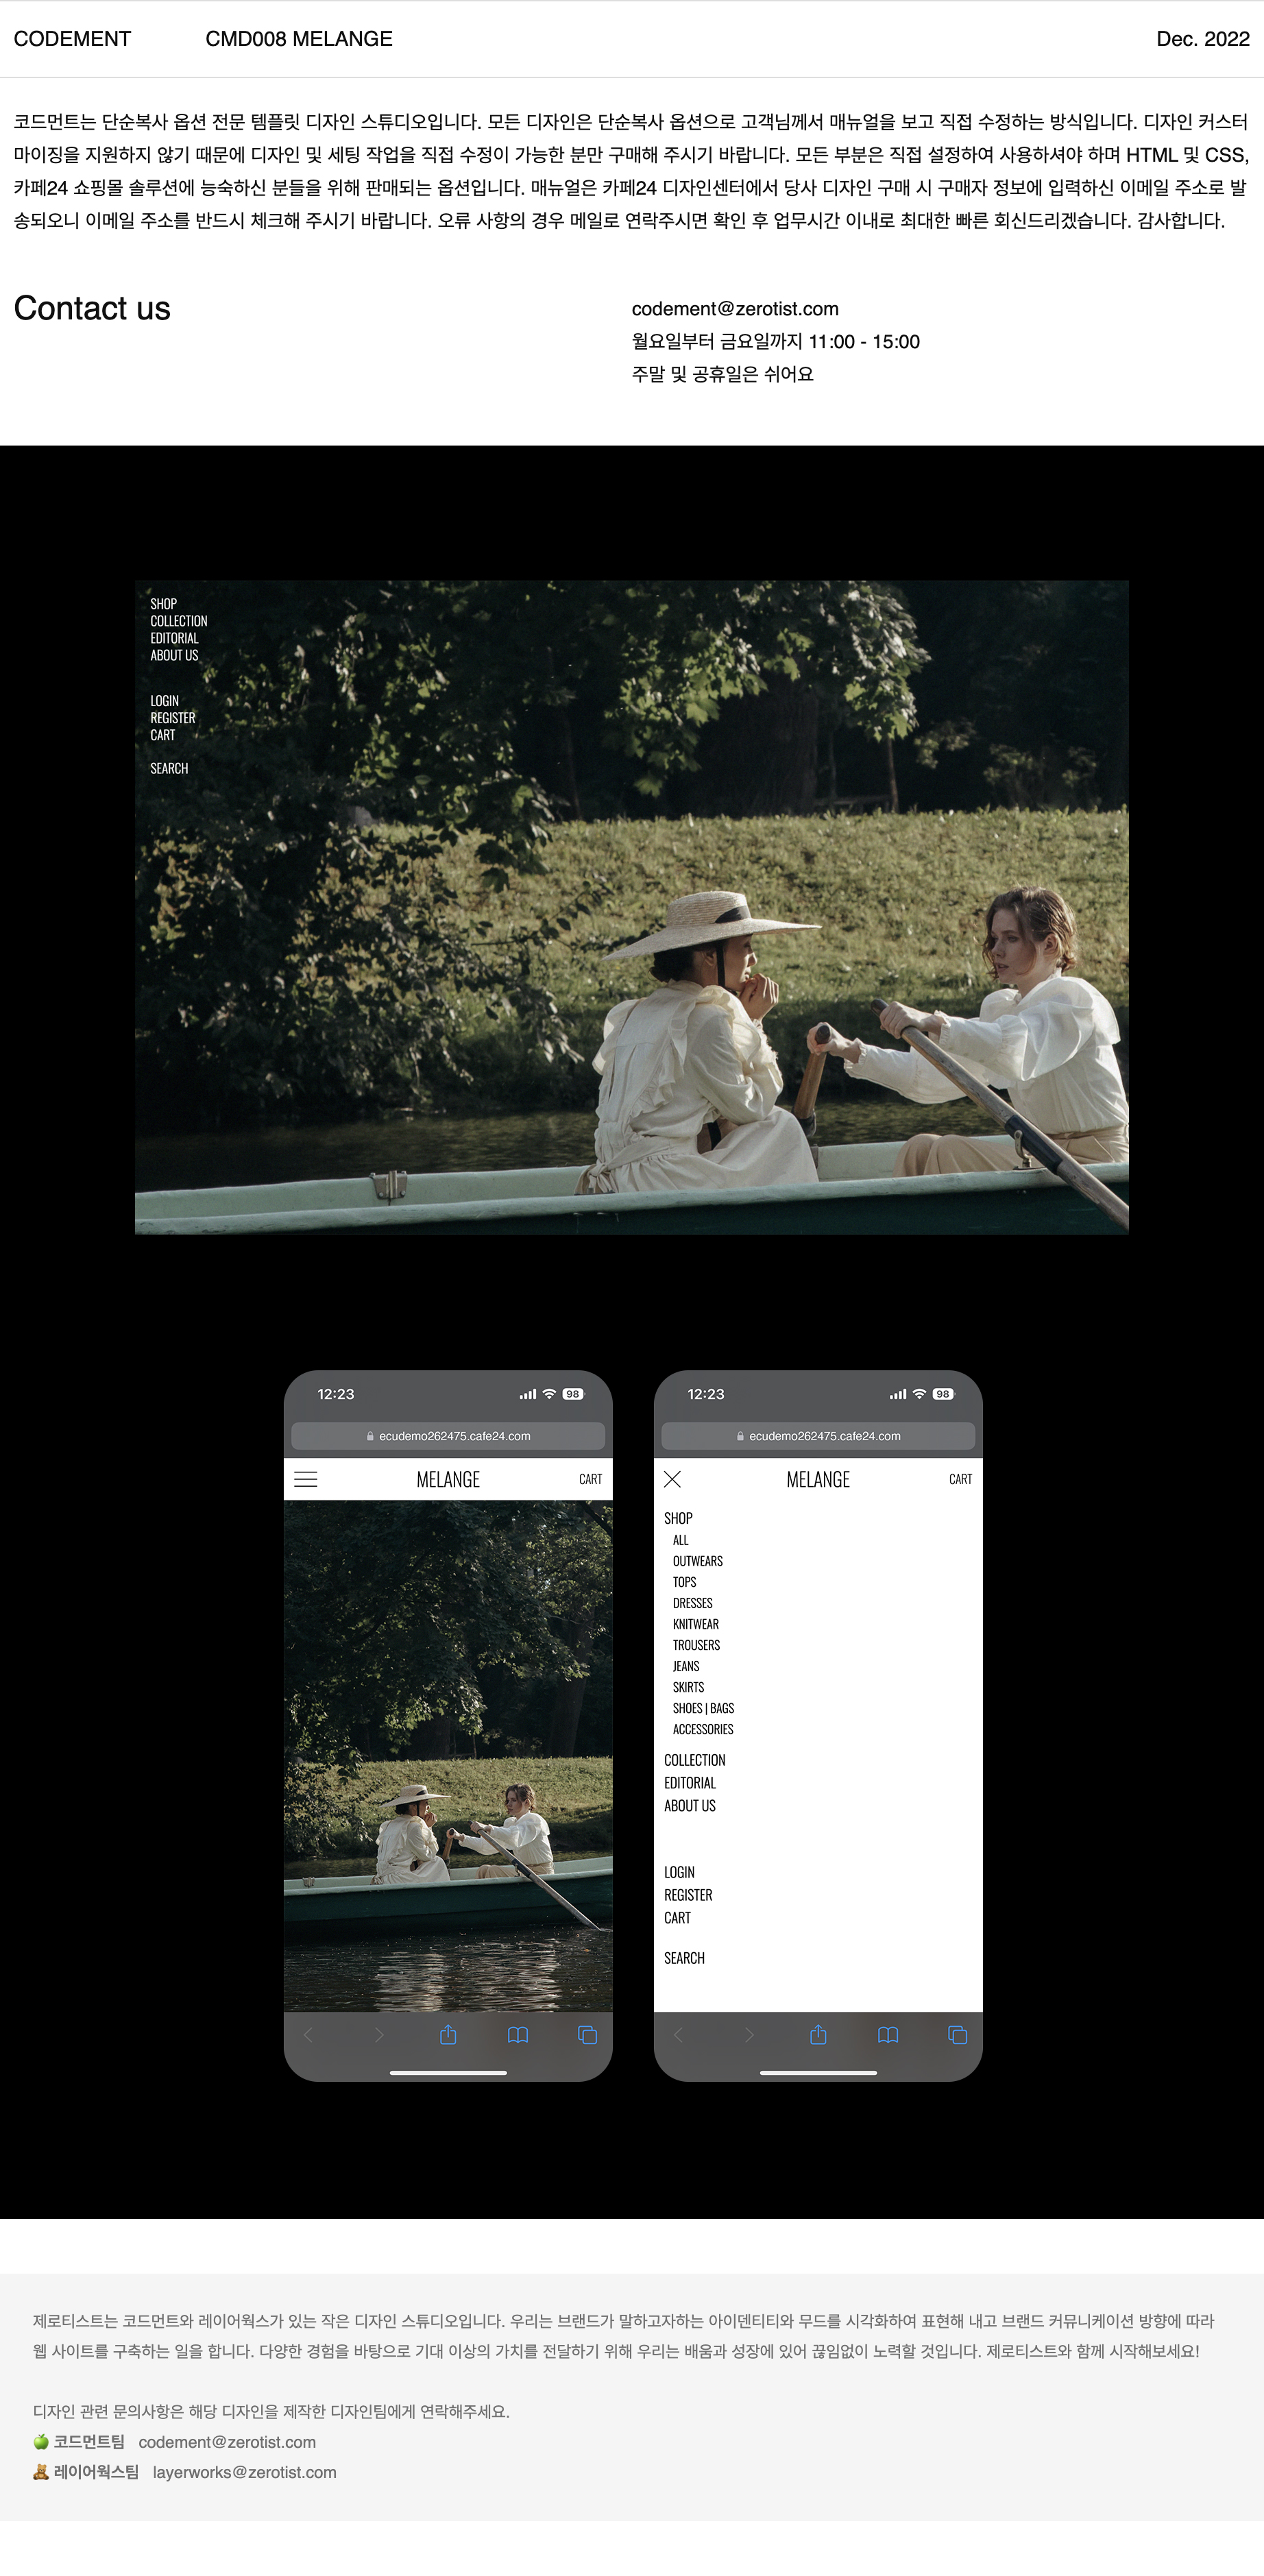 CODEMENT CMD008 MELANGE Dec. 2022
코드먼트는 단순복사 옵션 전문 템플릿 디자인 스튜디오입니다. 모든 디자인은 단순복사 옵션으로 고객님께서 매뉴얼을 보고 직접 수정하는 방식입니다. 디자인 커스터
마이징을 지원하지 않기 때문에 디자인 및 세팅 작업을 직접 수정이 가능한 분만 구매해 주시기 바랍니다. 모든 부분은 직접 설정하여 사용하셔야 하며 HTML 및 CSS,
카페24 쇼핑몰 솔루션에 능숙하신 분들을 위해 판매되는 옵션입니다. 매뉴얼은 카페24 디자인센터에서 당사 디자인 구매 시 구매자 정보에 입력하신 이메일 주소로 발
송되오니 이메일 주소를 반드시 체크해 주시기 바랍니다. 오류 사항의 경우 메일로 연락주시면 확인 후 업무시간 이내로 최대한 빠른 회신드리겠습니다. 감사합니다.
Contact us
codement@zerotist.com
월요일부터 금요일까지 11:00 - 15:00
주말 및 공휴일은 쉬어요
SHOP
COLLECTION
EDITORIAL
ABOUT US
LOGIN
REGISTER
CART
SEARCH
12:23 98
ecudemo262475.cafe24.com
MELANGE CART
12:23 98
ecudemo262475.cafe24.com
MELANGE CART
SHOP
ALL
OUTWEARS
TOPS
DRESSES
KNITWEAR
TROUSERS
JEANS
SKIRTS
SHOES | BAGS
ACCESSORIES
COLLECTION
EDITORIAL
ABOUT US
LOGIN
REGISTER
CART
SEARCH
제로티스트는 코드먼트와 레이어웍스가 있는 작은 디자인 스튜디오입니다. 우리는 브랜드가 말하고자하는 아이덴티티와 무드를 시각화하여 표현해 내고 브랜드 커뮤니케이션 방향에 따라
웹 사이트를 구축하는 일을 합니다. 다양한 경험을 바탕으로 기대 이상의 가치를 전달하기 위해 우리는 배움과 성장에 있어 끊임없이 노력할 것입니다. 제로티스트와 함께 시작해보세요!
디자인 관련 문의사항은 해당 디자인을 제작한 디자인팀에게 연락해주세요.
🍏 코드먼트팀 codement@zerotist.com
🧸 레이어웍스팀 layerworks@zerotist.com